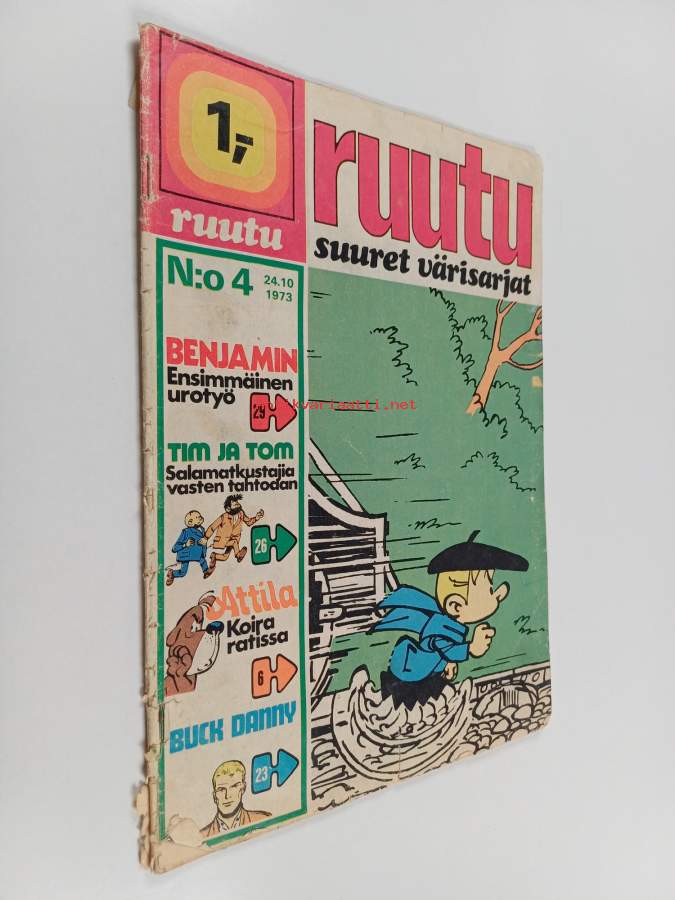 1,-
ruutu
ruutu
suuret värisarjat
N:o 4
24.10
1973
BENJAMIN
Ensimmäinen
urotyö
29
antikvariaatti.net
TIM JA TOM
Salamatkustajia
vasten tahtoaan
26
Attila
Koira
ratissa
6
BUCK DANNY
23